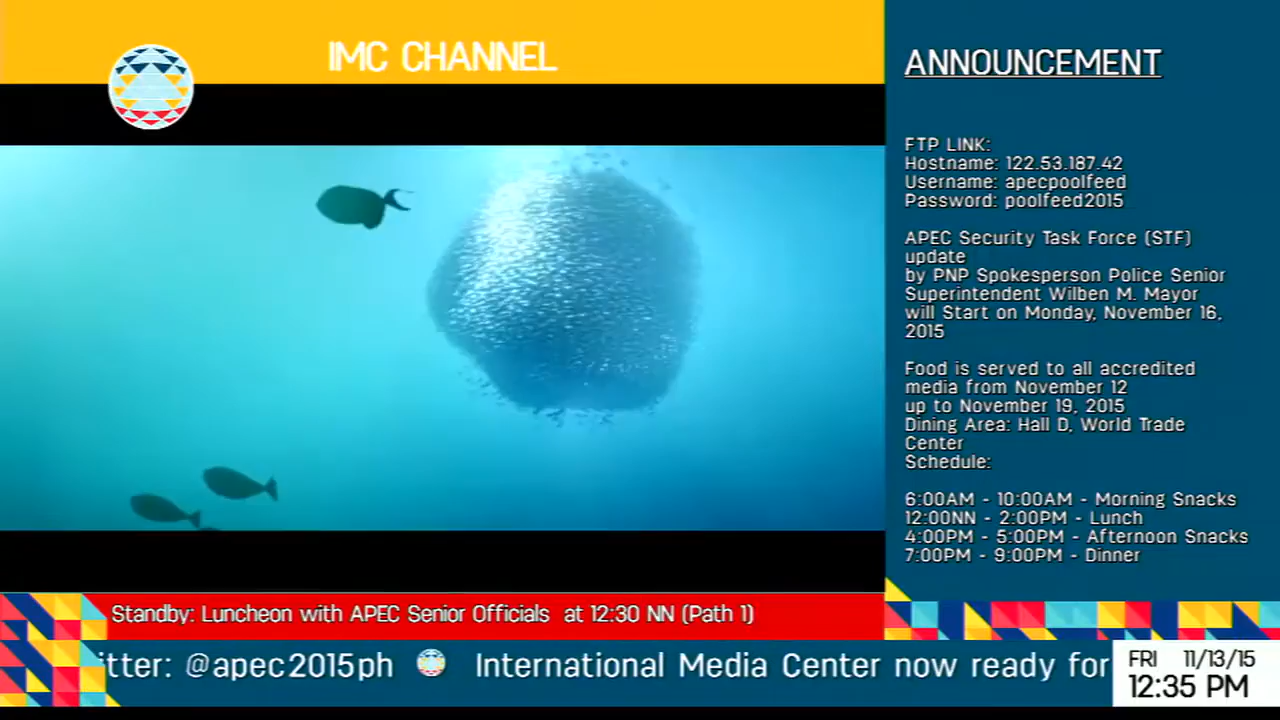 IMC CHANNEL
ANNOUNCEMENT
FTP LINK:
Hostname: 122.53.187.42
Username: apecpoolfeed
Password: poolfeed2015
APEC Security Task Force (STF)
update
by PNP Spokesperson Police Senior
Superintendent Wilben M. Mayor
will Start on Monday, November 16,
2015
Food is served to all accredited
media from November 12
up to November 19, 2015
Dining Area: Hall D, World Trade
Center
Schedule:
6:00AM - 10:00AM - Morning Snacks
12:00NN - 2:00PM - Lunch
4:00PM - 5:00PM - Afternoon Snacks
7:00PM - 9:00PM - Dinner
Standby: Luncheon with APEC Senior Officials at 12:30 NN (Path 1)
itter: @apec2015ph International Media Center now ready for
FRI 11/13/15
12:35 PM